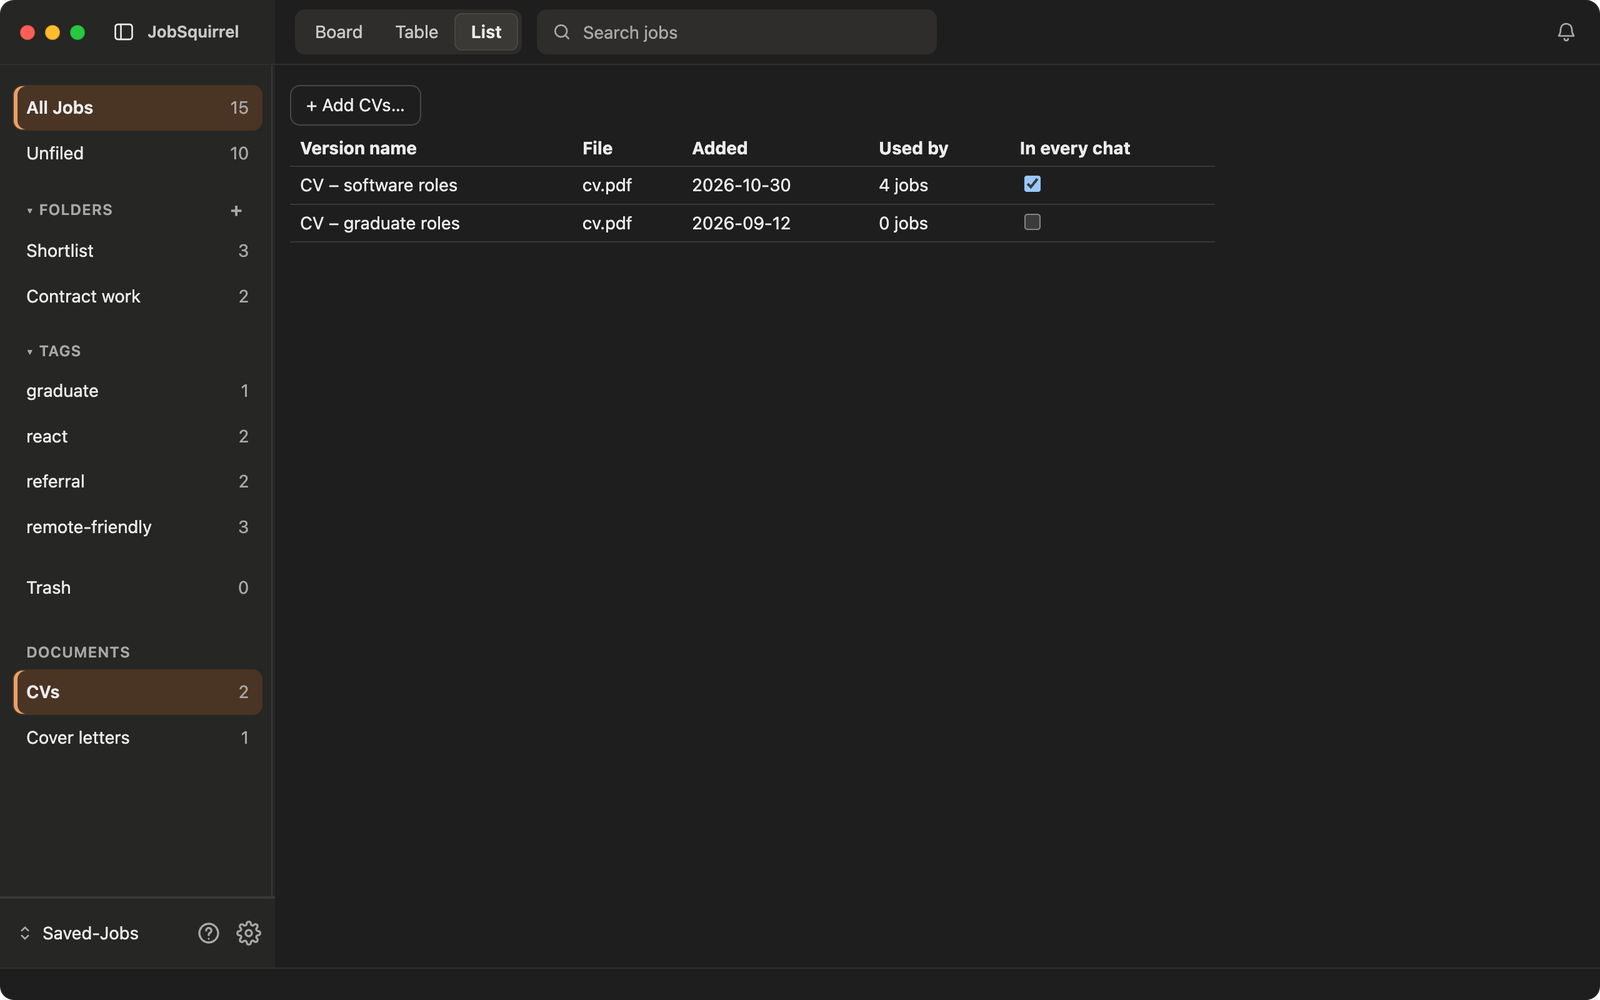 JobSquirrel
Board Table List
Search jobs
All Jobs 15
Unfiled 10
FOLDERS +
Shortlist 3
Contract work 2
TAGS
graduate 1
react 2
referral 2
remote-friendly 3
Trash 0
DOCUMENTS
CVs 2
Cover letters 1
Saved-Jobs
+ Add CVs...
Version name File Added Used by In every chat
CV – software roles cv.pdf 2026-10-30 4 jobs
CV – graduate roles cv.pdf 2026-09-12 0 jobs